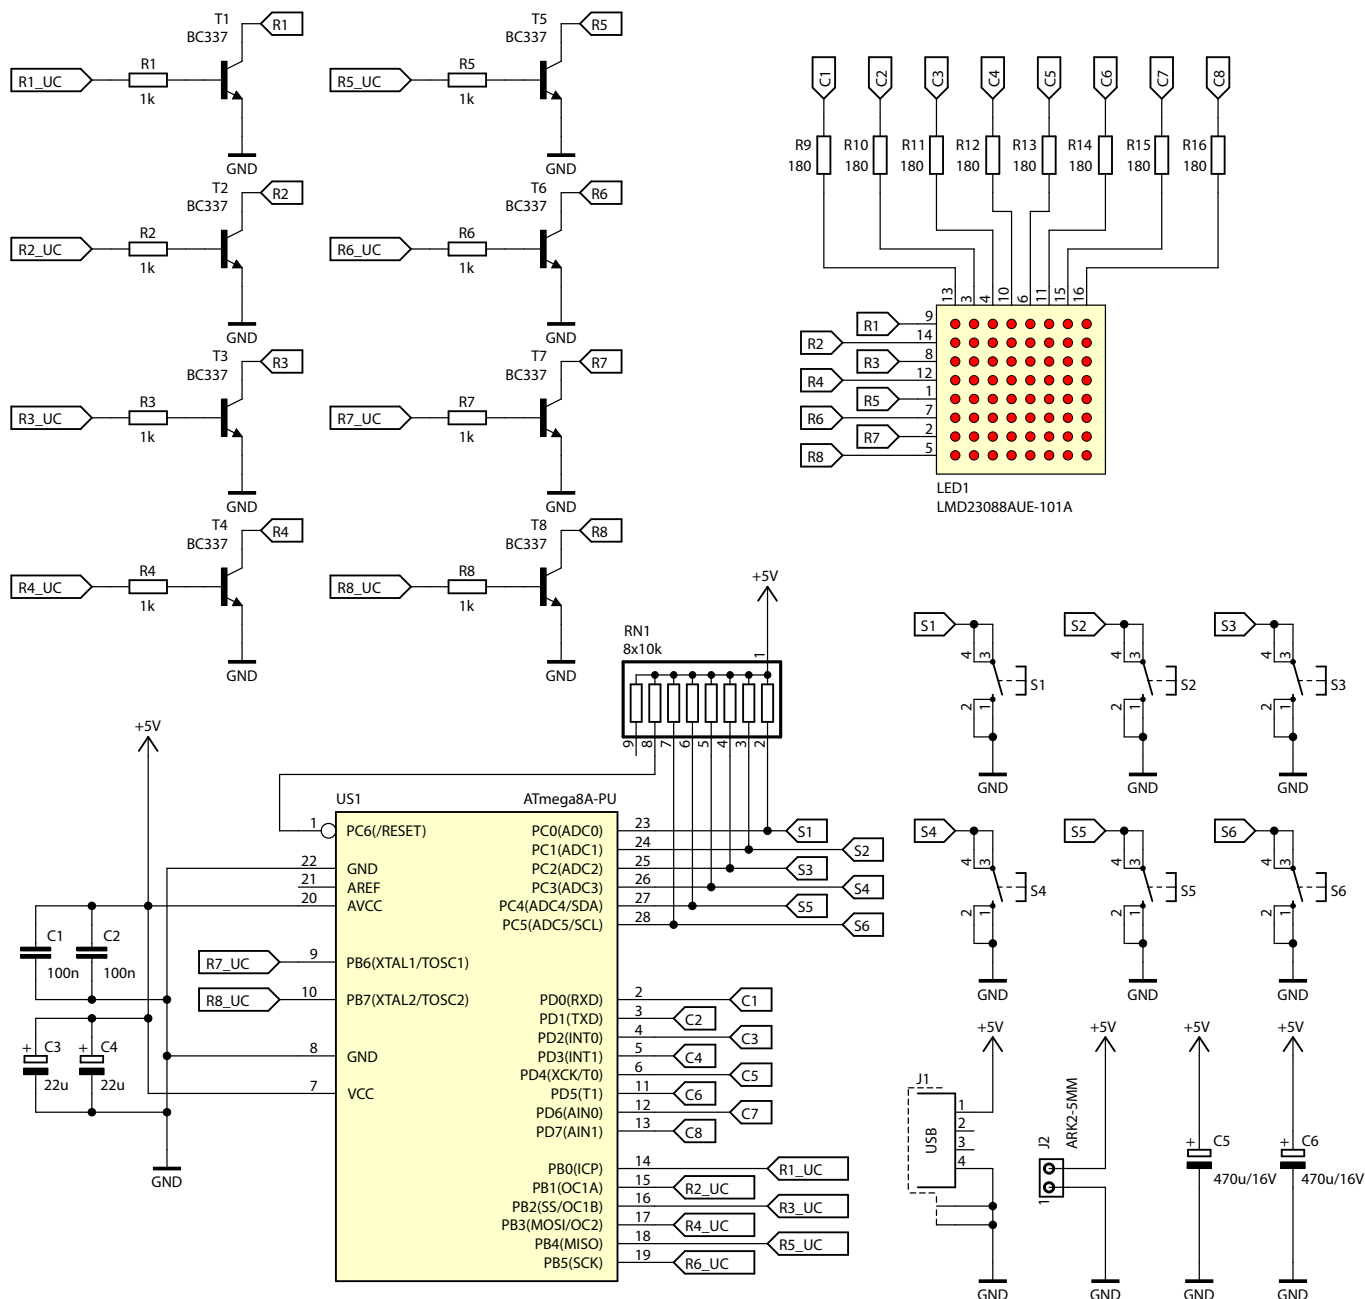 T1
BC337
R1
R1_UC
R1
1k
GND
T5
BC337
R5
R5_UC
R5
1k
GND
T2
BC337
R2
R2_UC
R2
1k
GND
T6
BC337
R6
R6_UC
R6
1k
GND
T3
BC337
R3
R3_UC
R3
1k
GND
T7
BC337
R7
R7_UC
R7
1k
GND
T4
BC337
R4
R4_UC
R4
1k
GND
T8
BC337
R8
R8_UC
R8
1k
GND
C1 C2 C3 C4 C5 C6 C7 C8
R9 R10 R11 R12 R13 R14 R15 R16
180 180 180 180 180 180 180 180
13 3 4 10 6 11 15 16
R1 9
R2 14
R3 8
R4 12
R5 1
R6 7
R7 2
R8 5
LED1
LMD23088AUE-101A
+5V
RN1
8x10k
1
9 8 7 6 5 4 3 2
S1
4 3
2 1
S1
GND
S2
4 3
2 1
S2
GND
S3
4 3
2 1
S3
GND
S4
4 3
2 1
S4
GND
S5
4 3
2 1
S5
GND
S6
4 3
2 1
S6
GND
+5V
C1
100n
C2
100n
+ C3
22u
+ C4
22u
GND
US1
ATmega8A-PU
1 PC6(/RESET)
22 GND
21 AREF
20 AVCC
R7_UC 9 PB6(XTAL1/TOSC1)
R8_UC 10 PB7(XTAL2/TOSC2)
8 GND
7 VCC
PC0(ADC0) 23 S1
PC1(ADC1) 24 S2
PC2(ADC2) 25 S3
PC3(ADC3) 26 S4
PC4(ADC4/SDA) 27 S5
PC5(ADC5/SCL) 28 S6
PD0(RXD) 2 C1
PD1(TXD) 3 C2
PD2(INT0) 4 C3
PD3(INT1) 5 C4
PD4(XCK/T0) 6 C5
PD5(T1) 11 C6
PD6(AIN0) 12 C7
PD7(AIN1) 13 C8
PB0(ICP) 14 R1_UC
PB1(OC1A) 15 R2_UC
PB2(SS/OC1B) 16 R3_UC
PB3(MOSI/OC2) 17 R4_UC
PB4(MISO) 18 R5_UC
PB5(SCK) 19 R6_UC
+5V
J1
USB
1
2
3
4
GND
+5V
J2
ARK2-5MM
1
GND
+5V
+ C5
470u/16V
GND
+5V
+ C6
470u/16V
GND